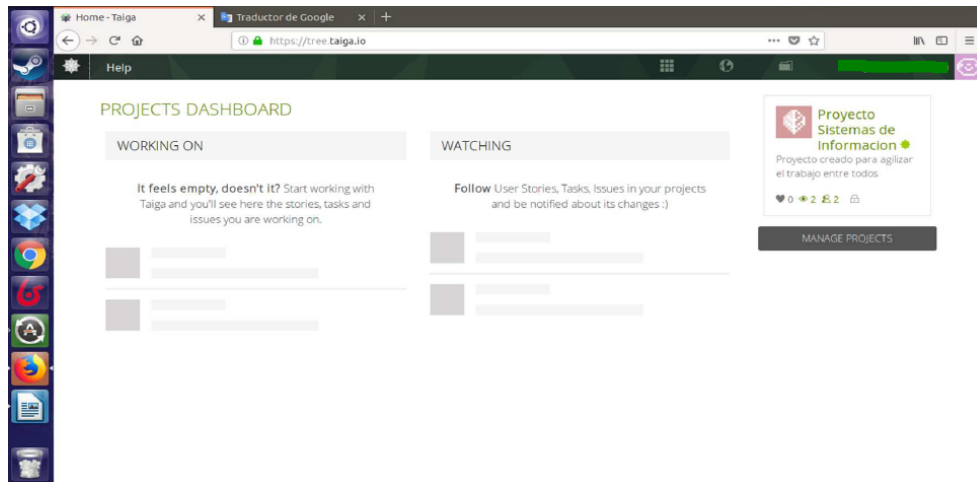 Home - Taiga
Traductor de Google
https://tree.taiga.io
Help
PROJECTS DASHBOARD
WORKING ON
It feels empty, doesn't it? Start working with
Taiga and you'll see here the stories, tasks and
issues you are working on.
WATCHING
Follow User Stories, Tasks, Issues in your projects
and be notified about its changes :)
Proyecto
Sistemas de
Informacion
Proyecto creado para agilizar
el trabajo entre todos
0 2 2
MANAGE PROJECTS